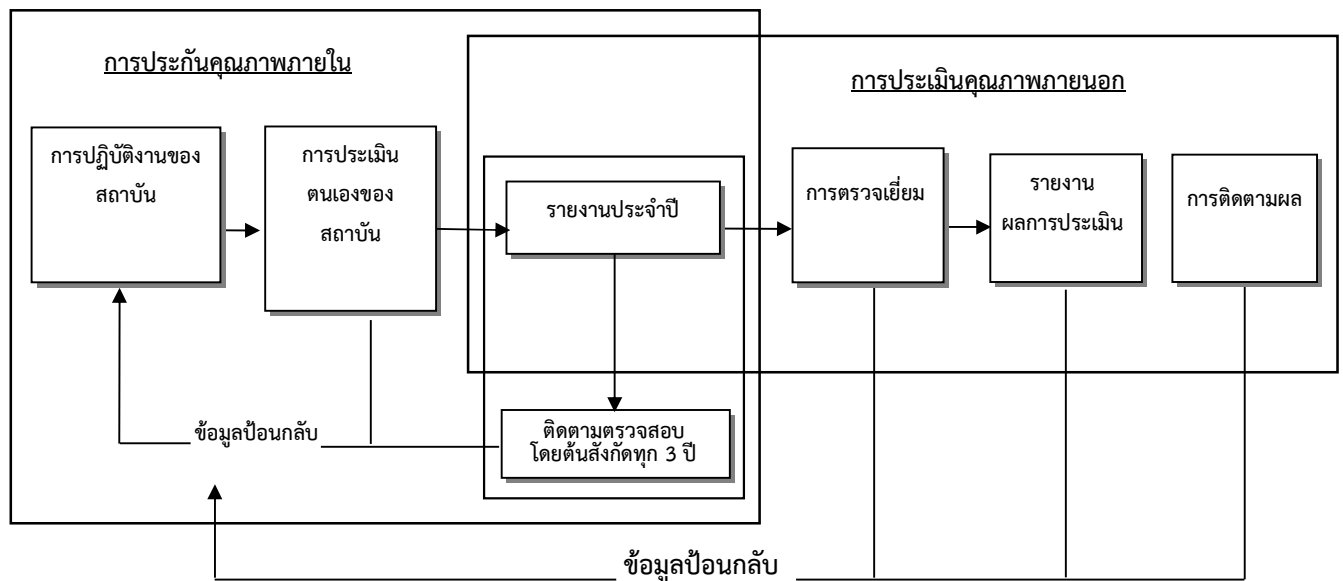 การประกันคุณภาพภายใน
การประเมินคุณภาพภายนอก
การปฏิบัติงานของ
สถาบัน
การประเมิน
ตนเองของ
สถาบัน
รายงานประจำปี
การตรวจเยี่ยม
รายงาน
ผลการประเมิน
การติดตามผล
ข้อมูลป้อนกลับ
ติดตามตรวจสอบ
โดยต้นสังกัดทุก 3 ปี
ข้อมูลป้อนกลับ